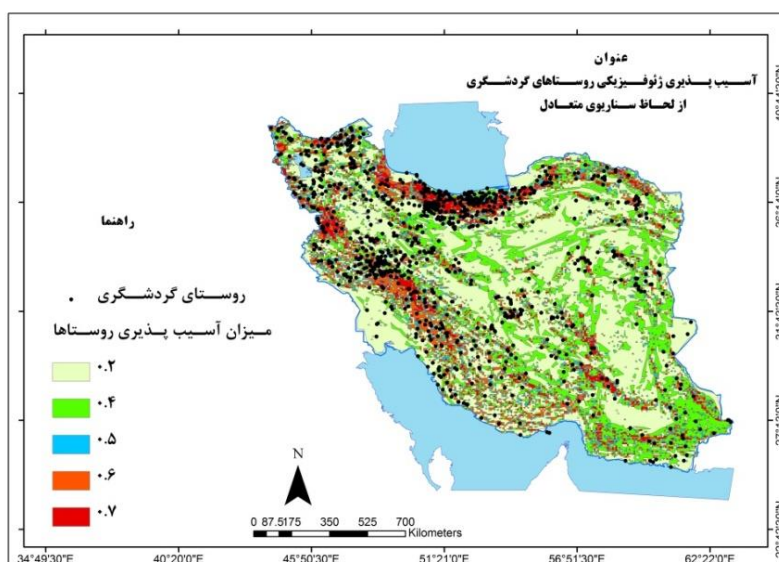 عنوان
آسیب پذیری ژئوفیزیکی روستاهای گردشگری
از لحاظ سناریوی متعادل
راهنما
روستای گردشگری
میزان آسیب پذیری روستاها
۰.۲
۰.۴
۰.۵
۰.۶
۰.۷
N
0 87.5175 350 525 700
Kilometers
34°49'30"E 40°20'0"E 45°50'30"E 51°21'0"E 56°51'30"E 62°22'0"E